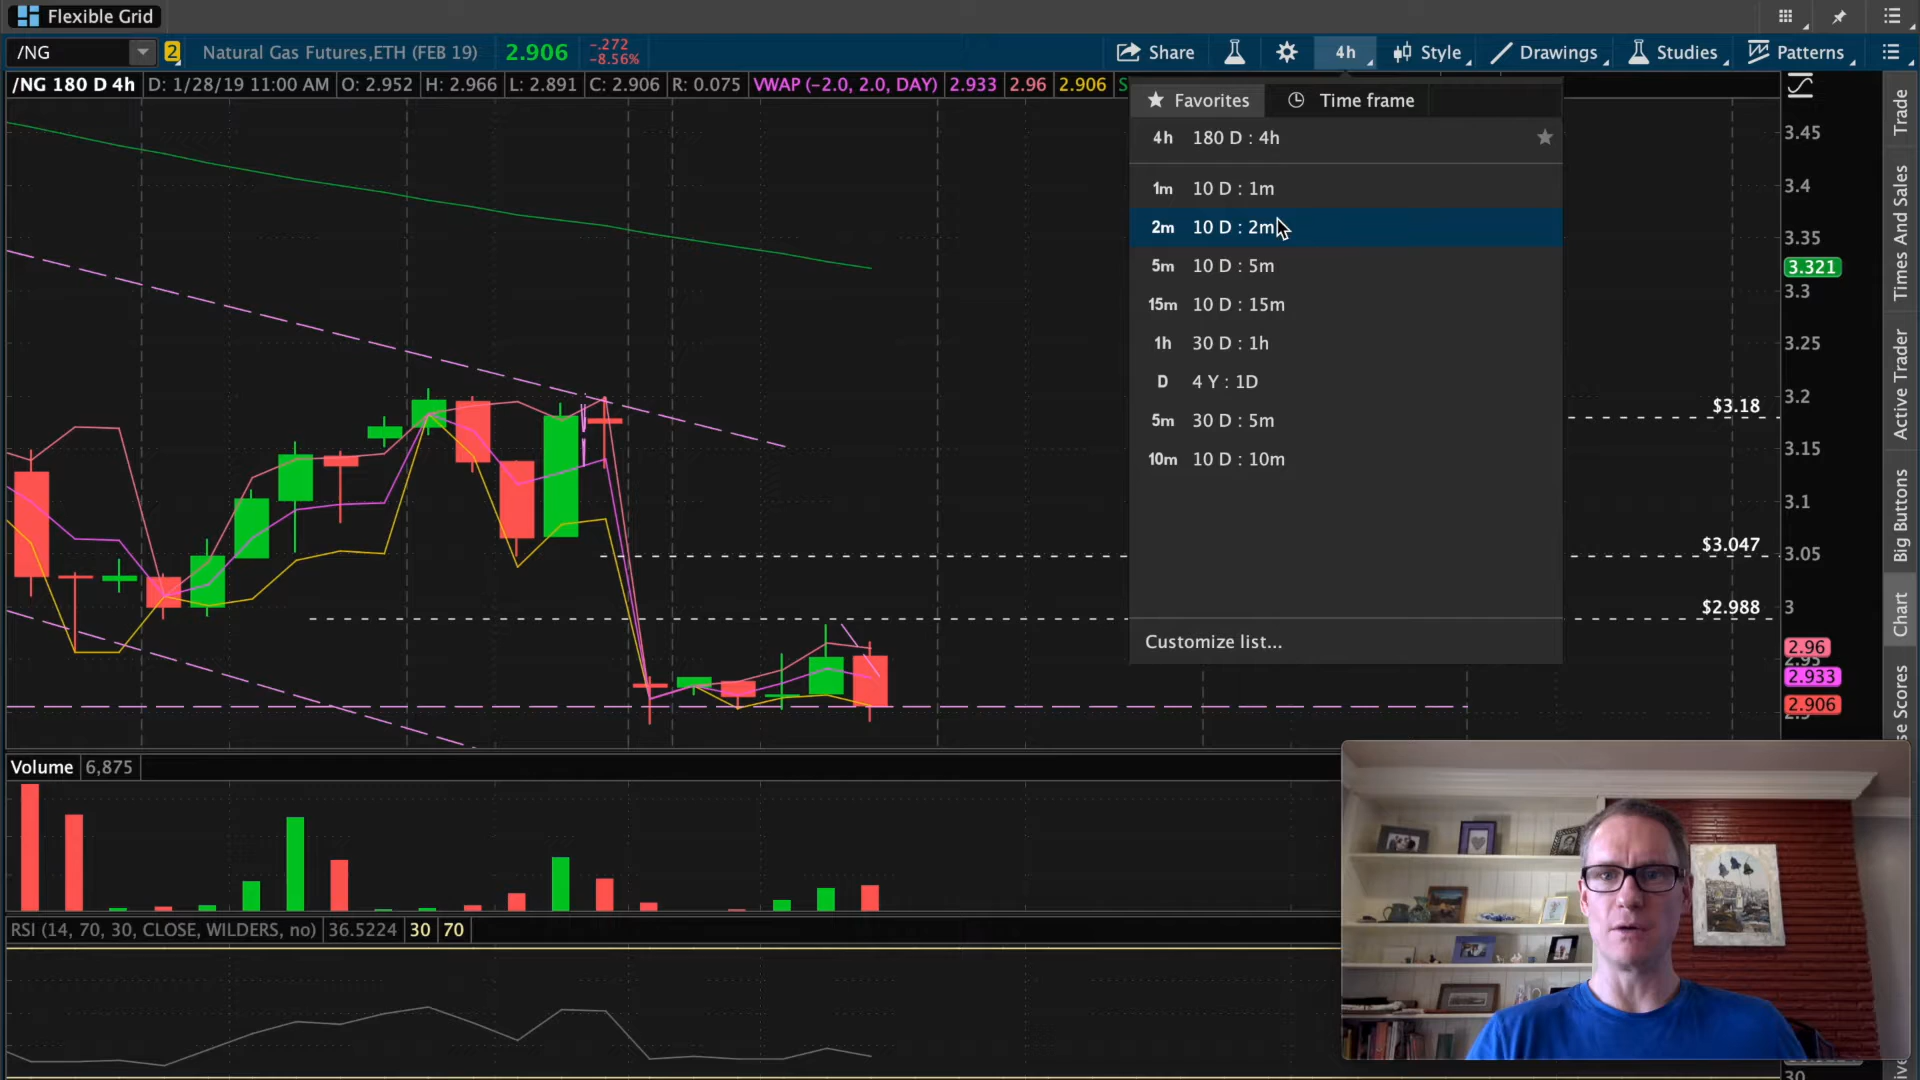 Flexible Grid
/NG 2 Natural Gas Futures,ETH (FEB 19) 2.906 -.272 -8.56% Share 4h Style Drawings Studies Patterns
/NG 180 D 4h D: 1/28/19 11:00 AM O: 2.952 H: 2.966 L: 2.891 C: 2.906 R: 0.075 VWAP (-2.0, 2.0, DAY) 2.933 2.96 2.906 S
Favorites Time frame
4h 180 D : 4h
1m 10 D : 1m
2m 10 D : 2m
5m 10 D : 5m
15m 10 D : 15m
1h 30 D : 1h
D 4 Y : 1D
5m 30 D : 5m
10m 10 D : 10m
Customize list...
3.45
3.4
3.35
3.321
3.3
3.25
3.2
$3.18
3.15
3.1
$3.047
3.05
$2.988
3
2.96
2.95
2.933
2.906
Trade
Times And Sales
Active Trader
Big Buttons
Chart
se Scores
Volume 6,875
RSI (14, 70, 30, CLOSE, WILDERS, no) 36.5224 30 70
30